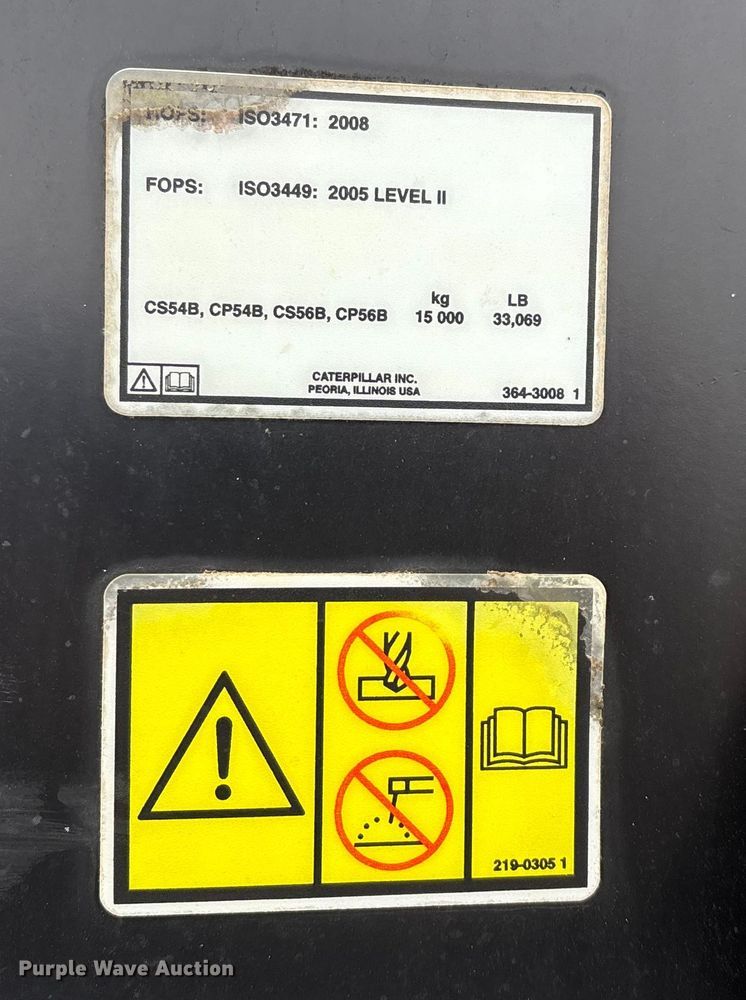 ROPS: ISO3471: 2008
FOPS: ISO3449: 2005 LEVEL II
kg LB
CS54B, CP54B, CS56B, CP56B 15 000 33,069
CATERPILLAR INC.
PEORIA, ILLINOIS USA
364-3008 1
219-0305 1
Purple Wave Auction